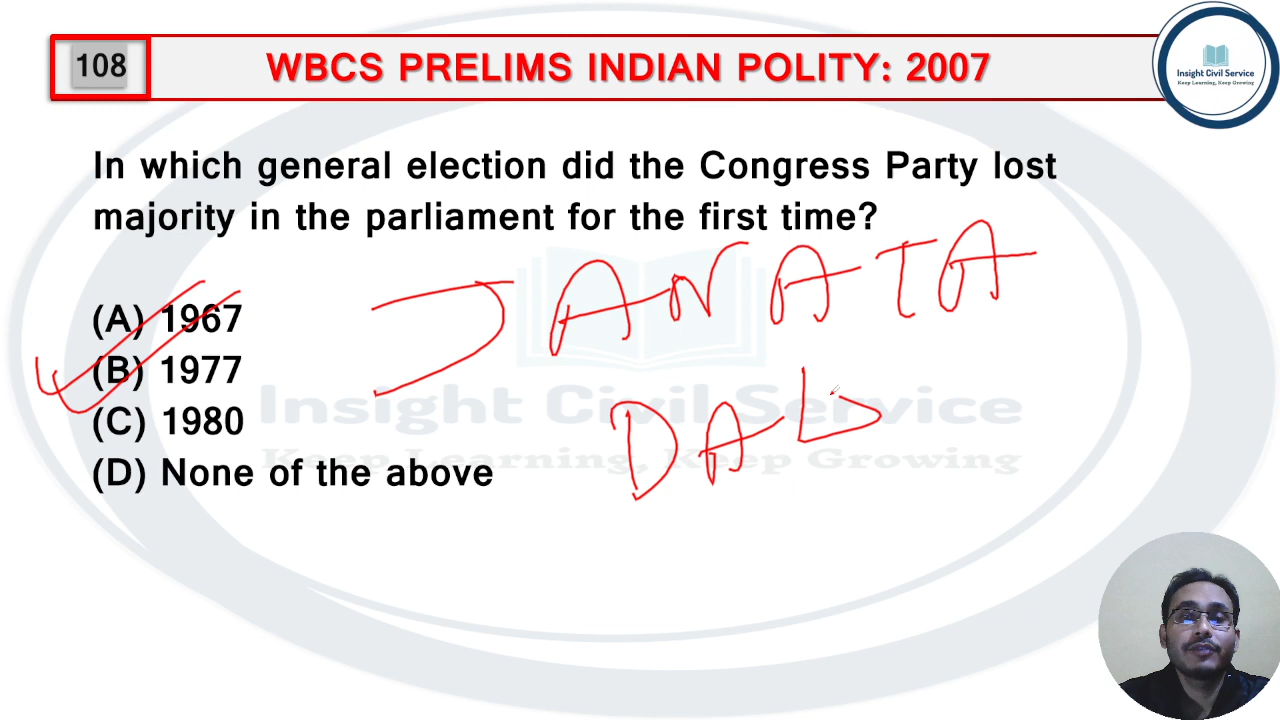 108
WBCS PRELIMS INDIAN POLITY: 2007
Insight Civil Service
Keep Learning, Keep Growing
In which general election did the Congress Party lost
majority in the parliament for the first time?
(A) 1967
(B) 1977
(C) 1980
(D) None of the above
JANATA
DAL
Insight Civil Service
Keep Learning, Keep Growing